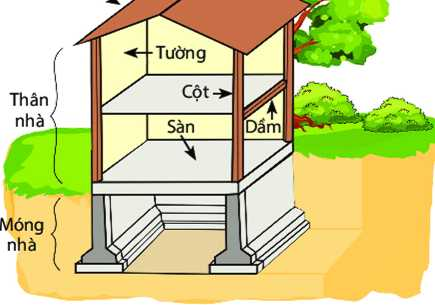 Tường
Cột
Thân
nhà
Sàn
Dầm
Móng
nhà